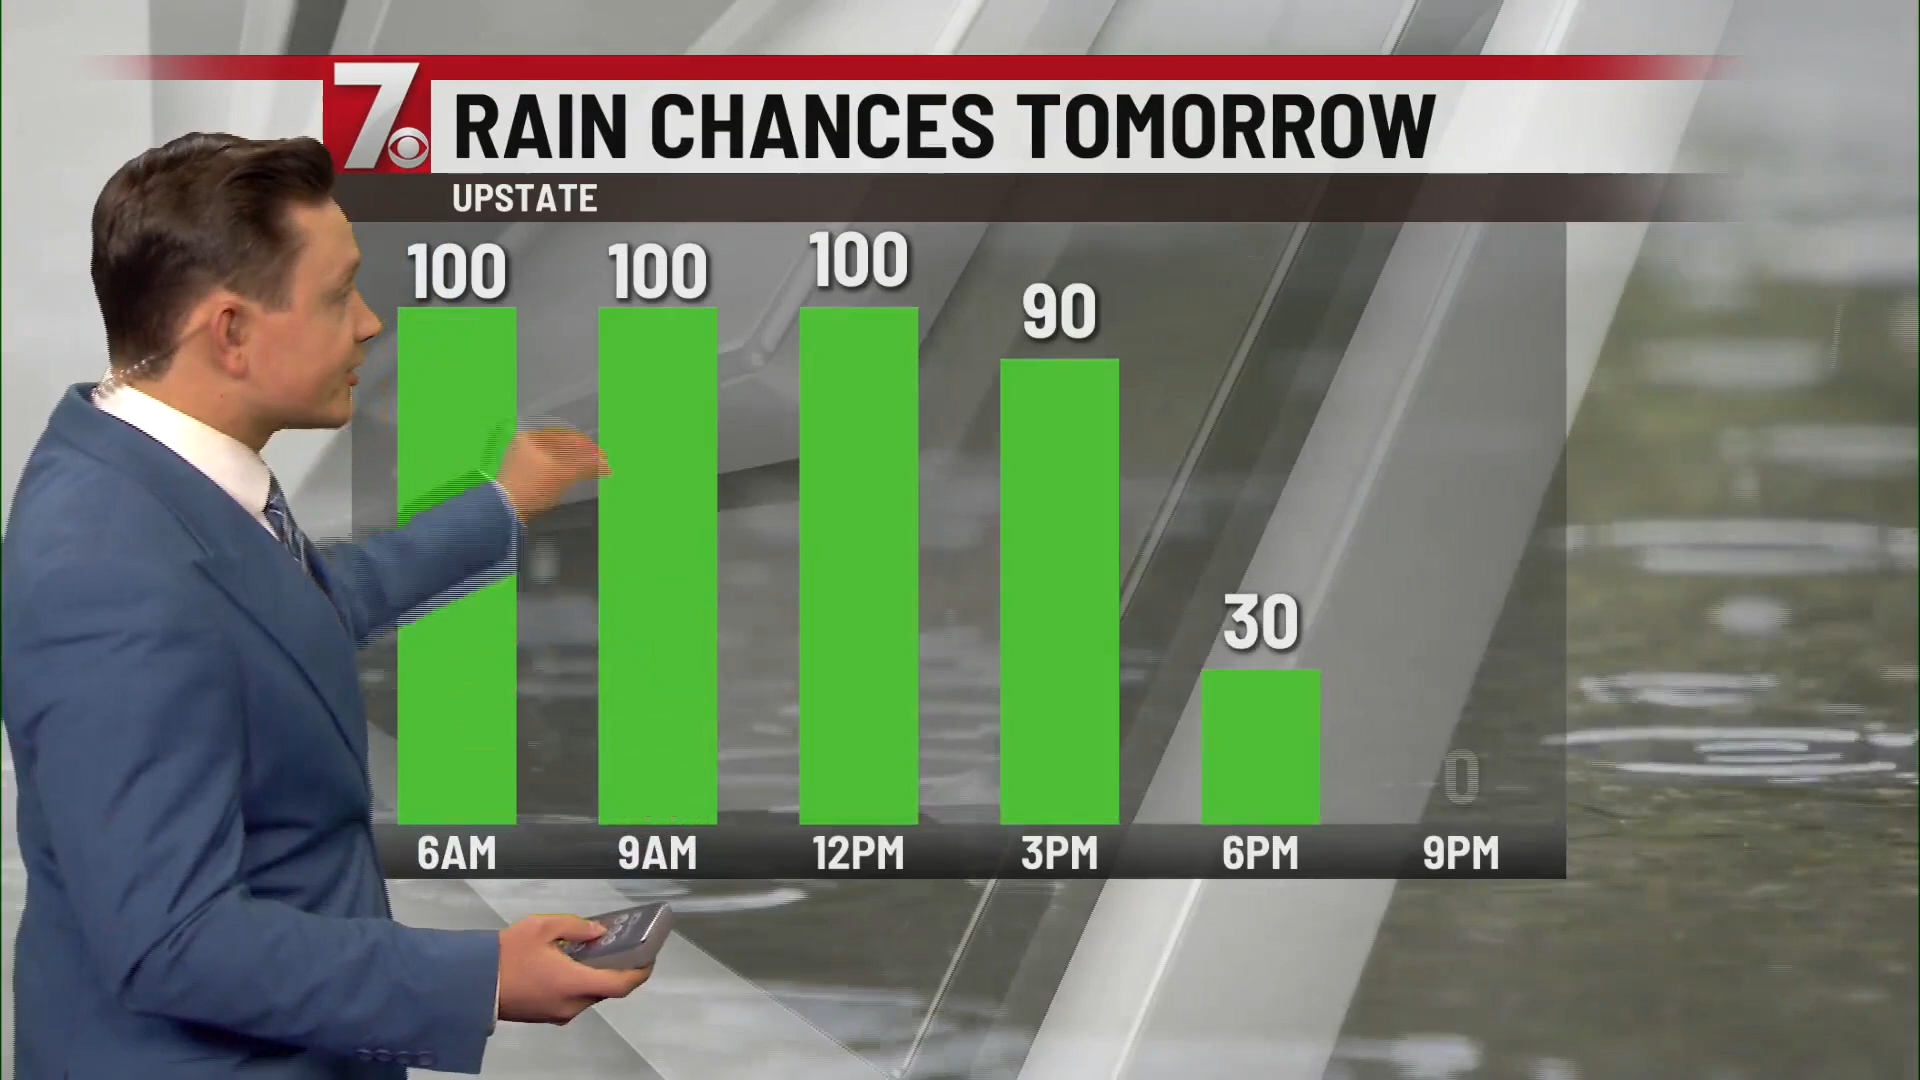 7 RAIN CHANCES TOMORROW
UPSTATE
100 100 100 90 30 0
6AM 9AM 12PM 3PM 6PM 9PM